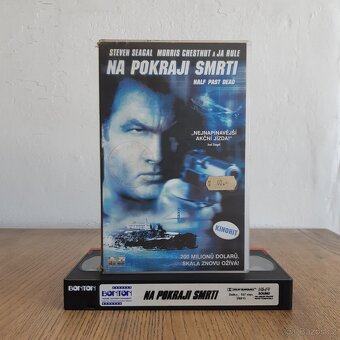 STEVEN SEAGAL MORRIS CHESTNUT & JA RULE
NA POKRAJI SMRTI
HALF PAST DEAD
„NEJNAPÍNAVĚJŠÍ
AKČNÍ JÍZDA!“
KINOHIT
200 MILIONŮ DOLARŮ.
SKÁLA ZNOVU OŽÍVÁ!
BONTON
NA POKRAJI SMRTI